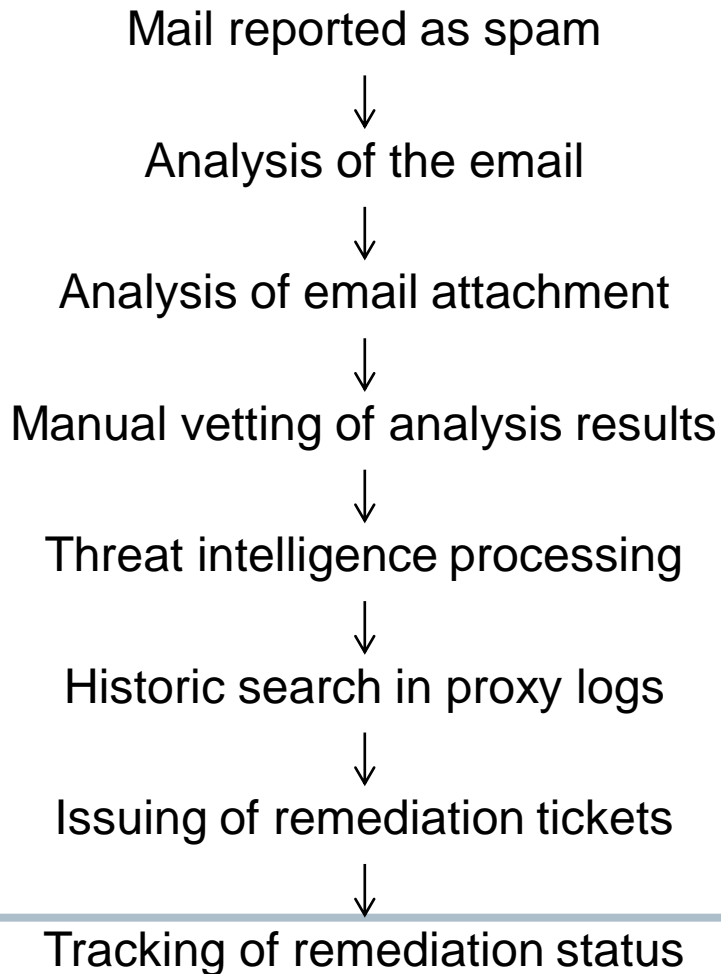 Mail reported as spam
Analysis of the email
Analysis of email attachment
Manual vetting of analysis results
Threat intelligence processing
Historic search in proxy logs
Issuing of remediation tickets
Tracking of remediation status